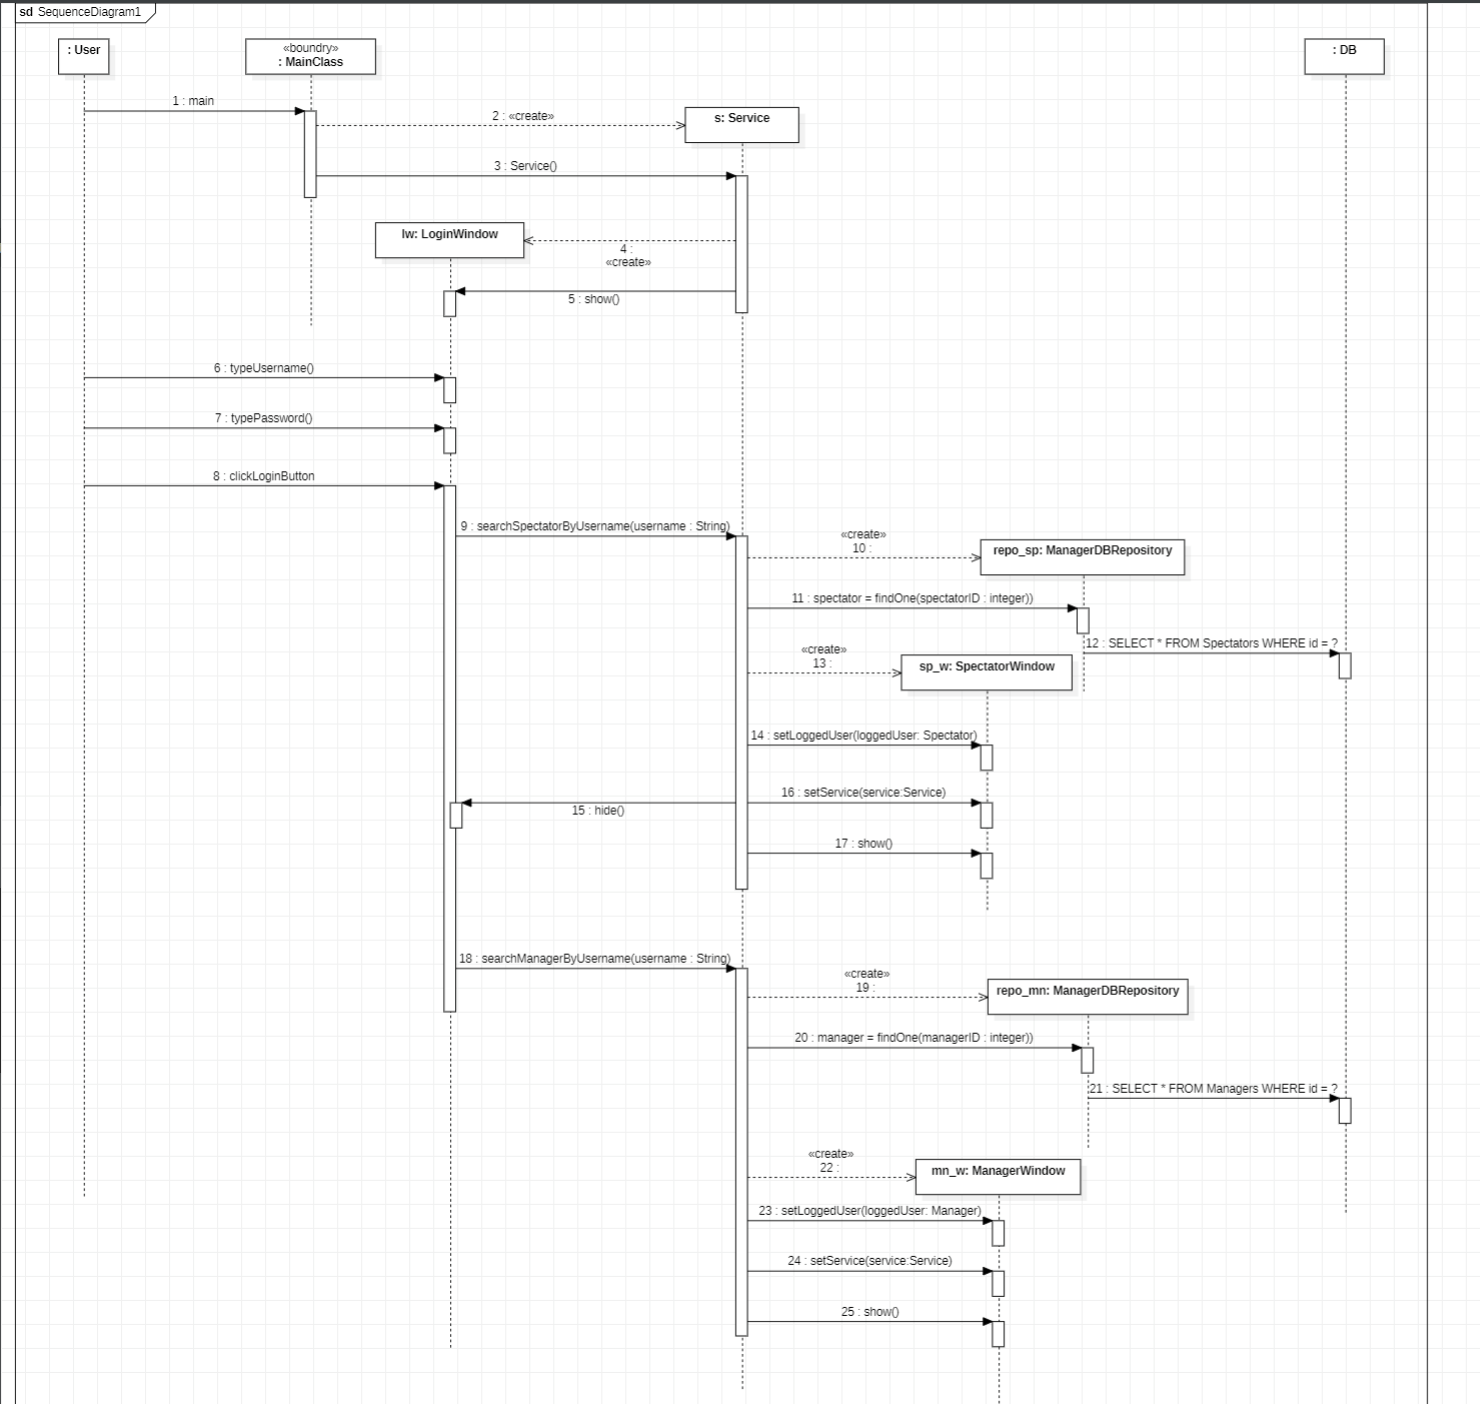 sd SequenceDiagram1
: User
«boundry»
: MainClass
: DB
1 : main
2 : «create»
s: Service
3 : Service()
lw: LoginWindow
4 :
«create»
5 : show()
6 : typeUsername()
7 : typePassword()
8 : clickLoginButton
9 : searchSpectatorByUsername(username : String)
«create»
10 :
repo_sp: ManagerDBRepository
11 : spectator = findOne(spectatorID : integer))
12 : SELECT * FROM Spectators WHERE id = ?
«create»
13 :
sp_w: SpectatorWindow
14 : setLoggedUser(loggedUser: Spectator)
16 : setService(service:Service)
15 : hide()
17 : show()
18 : searchManagerByUsername(username : String)
«create»
19 :
repo_mn: ManagerDBRepository
20 : manager = findOne(managerID : integer))
21 : SELECT * FROM Managers WHERE id = ?
«create»
22 :
mn_w: ManagerWindow
23 : setLoggedUser(loggedUser: Manager)
24 : setService(service:Service)
25 : show()